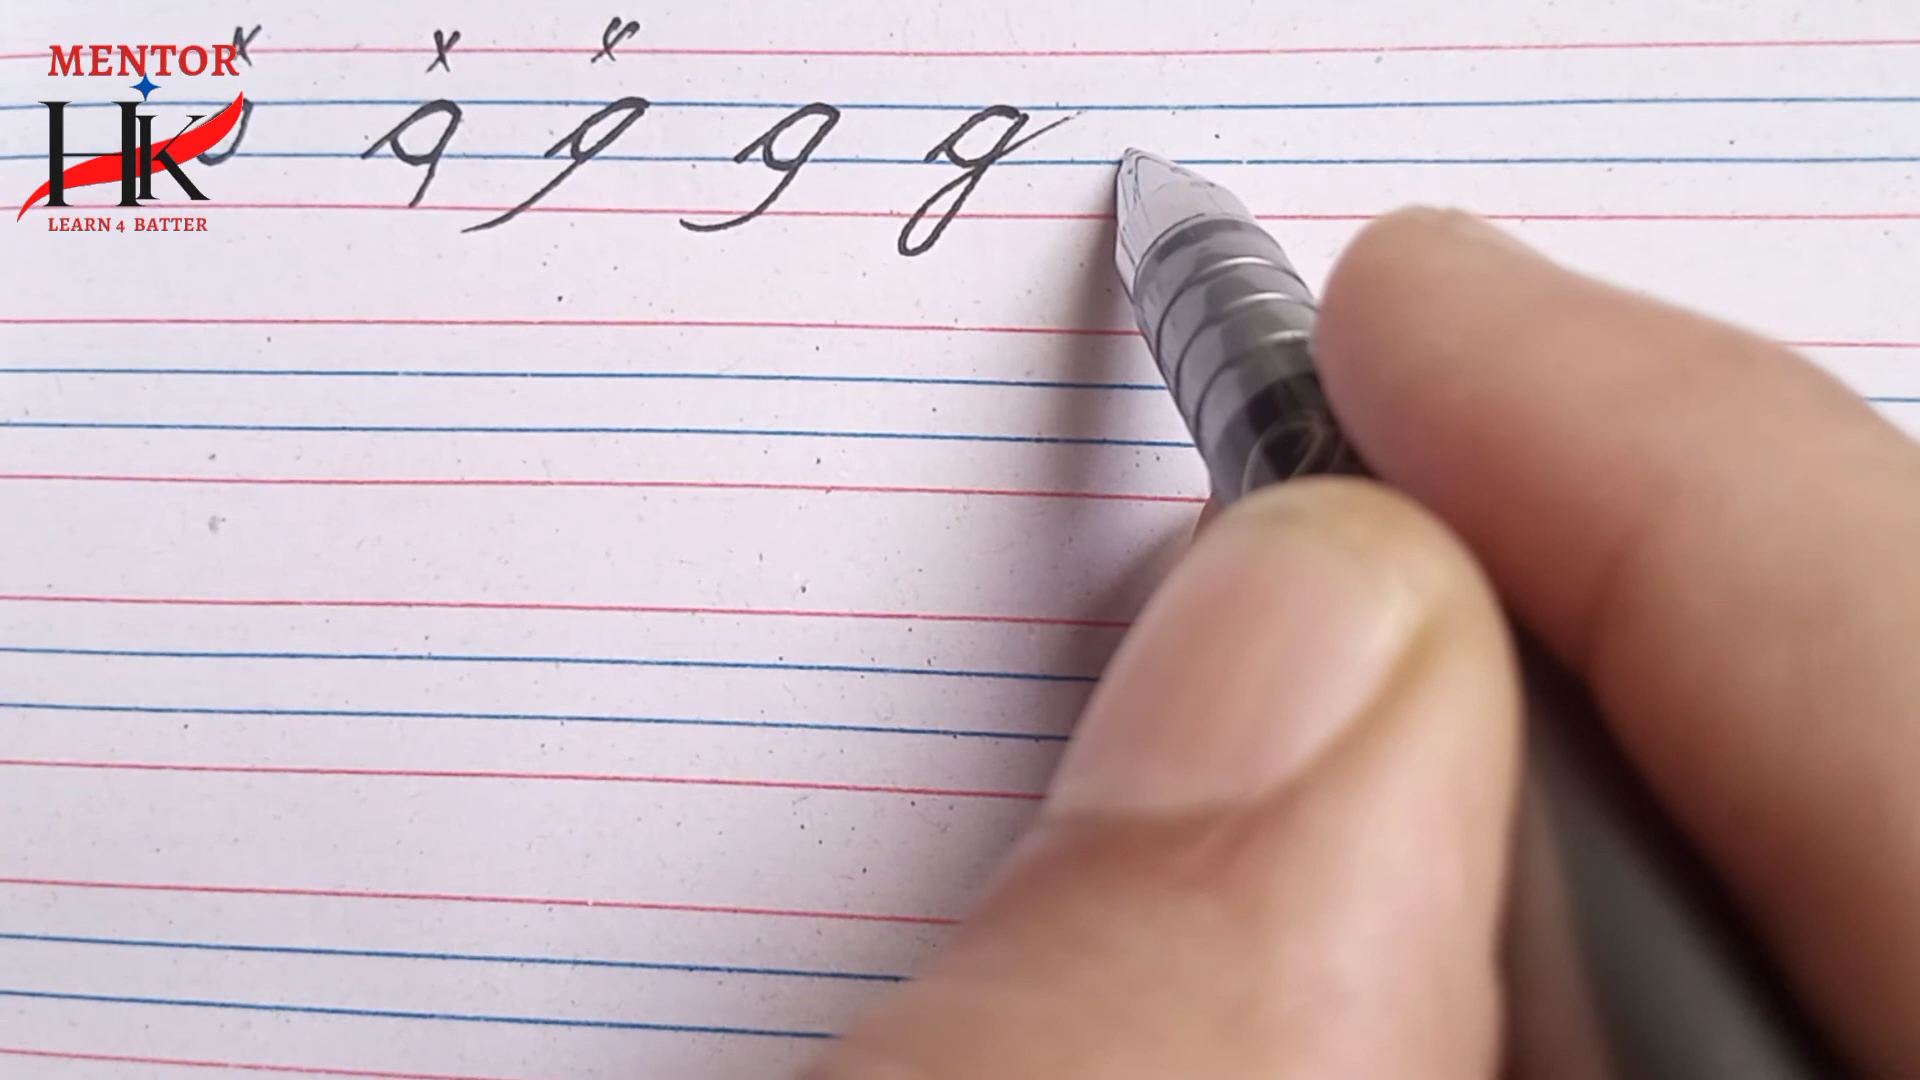 x x x
MENTOR
HK
LEARN 4 BATTER
g g g g